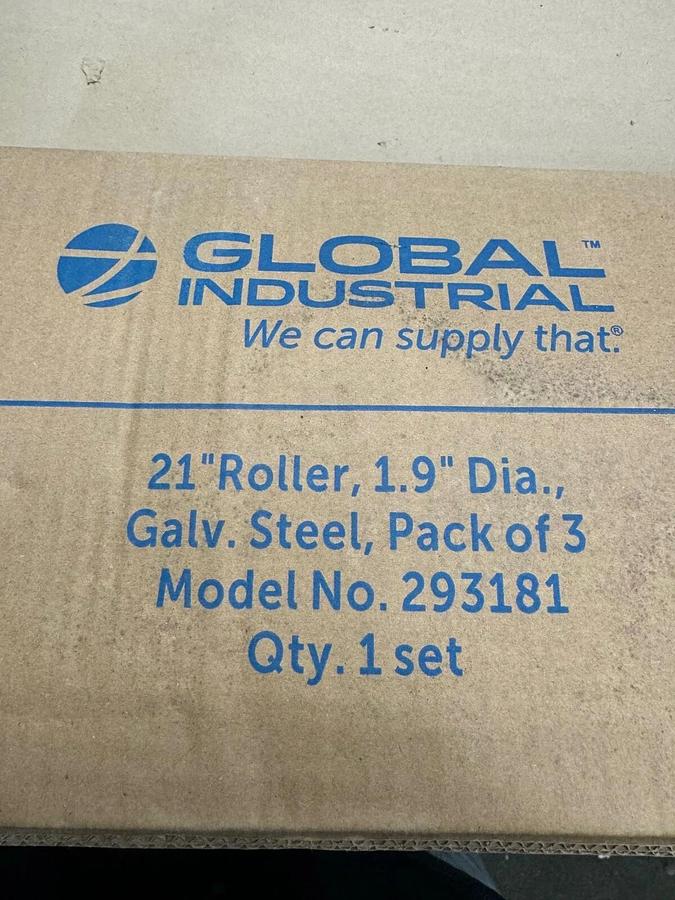 GLOBAL™
INDUSTRIAL
We can supply that.®
21"Roller, 1.9" Dia.,
Galv. Steel, Pack of 3
Model No. 293181
Qty. 1 set